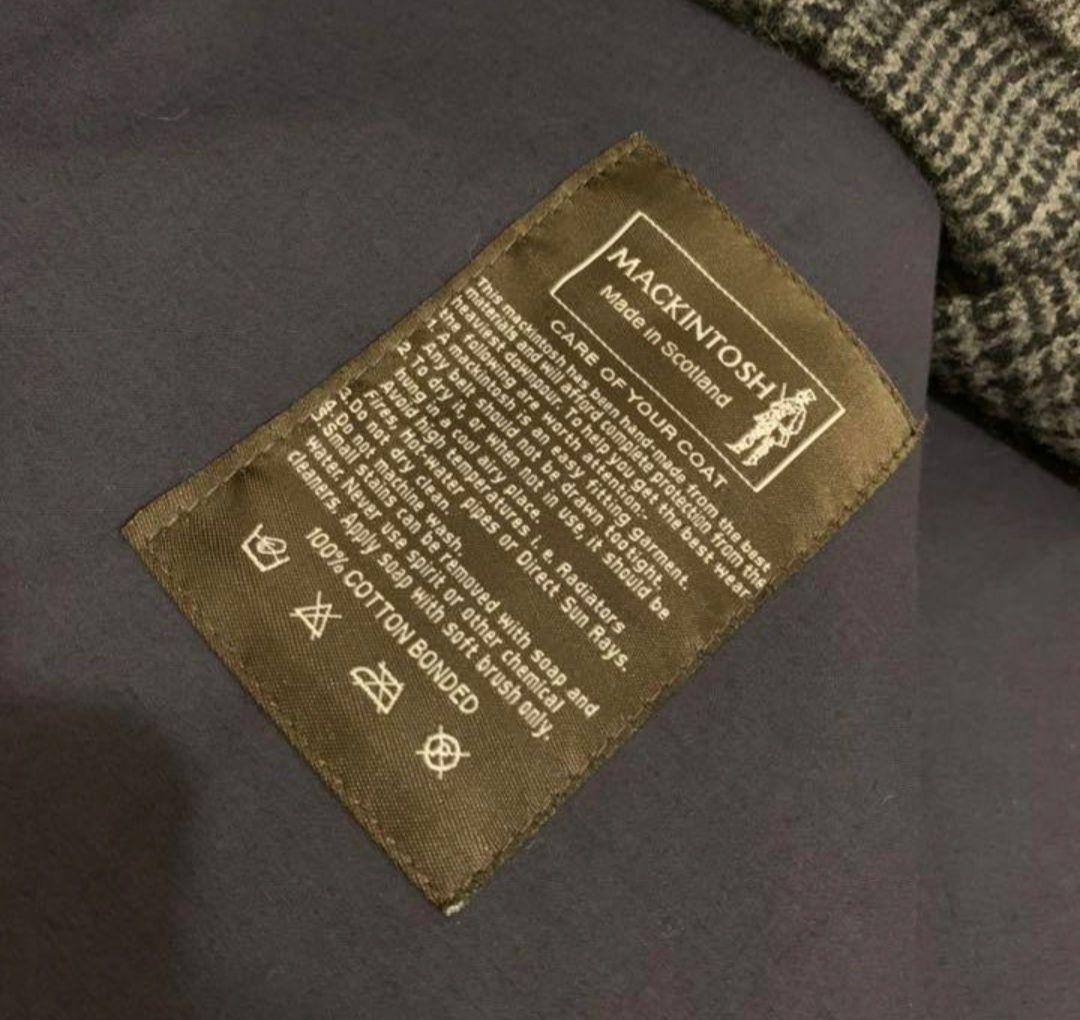 MACKINTOSH
Made in Scotland
CARE OF YOUR COAT
This mackintosh has been hand-made from the best
materials and will afford complete protection from the
heaviest downpour. To help you get the best wear
the following are worth attention:.
1. A mackintosh is an easy fitting garment.
Any belt should not be drawn too tight.
2. To dry it, or when not in use, it should be
hung in a cool airy place.
Avoid high temperatures i. e. Radiators
Fires, Hot-water pipes or Direct Sun Rays.
3. Do not dry clean.
4. Do not machine wash.
5. Small stains can be removed with soap and
water. Never use spirit or other chemical
cleaners. Apply soap with soft brush only.
100% COTTON BONDED